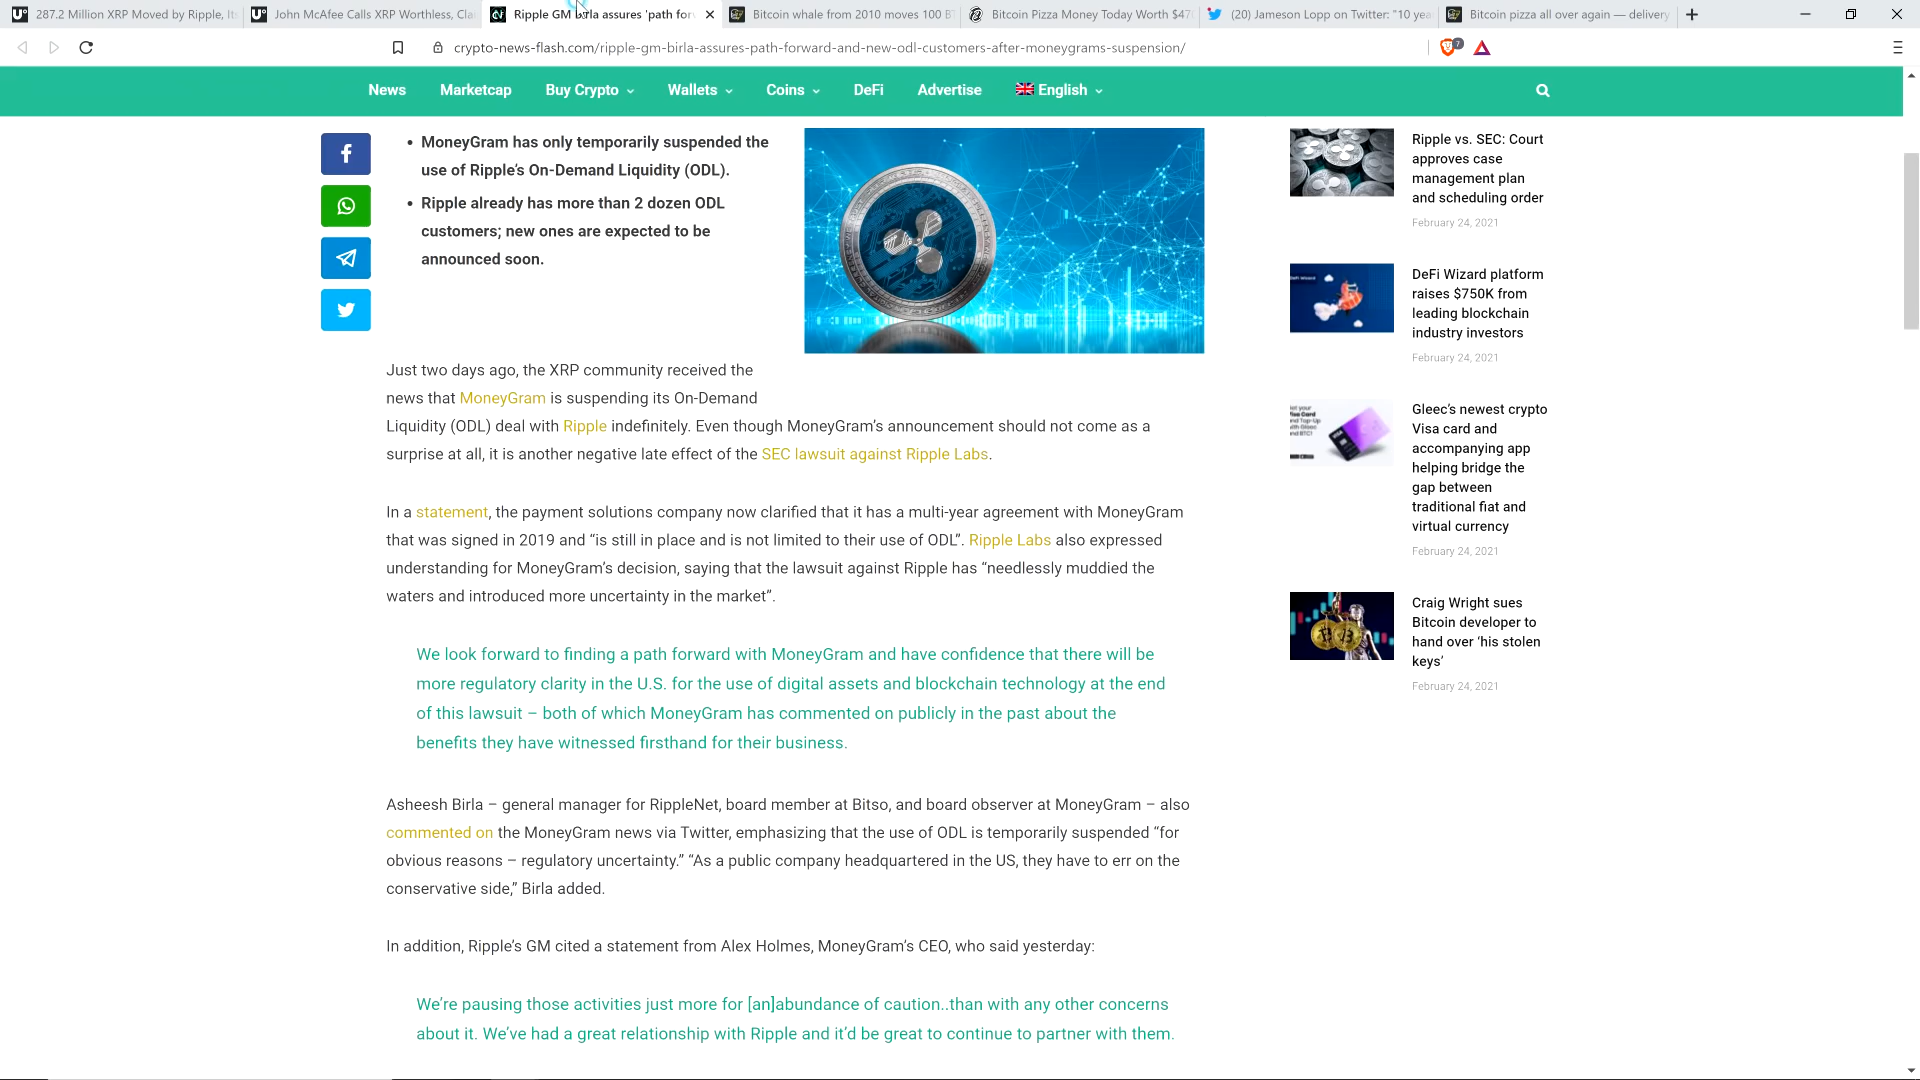 287.2 Million XRP Moved by Ripple, It
John McAfee Calls XRP Worthless, Cla
Ripple GM Birla assures 'path for
Bitcoin whale from 2010 moves 100 B
Bitcoin Pizza Money Today Worth $47
(20) Jameson Lopp on Twitter: "10 yea
Bitcoin pizza all over again — delivery
crypto-news-flash.com/ripple-gm-birla-assures-path-forward-and-new-odl-customers-after-moneygrams-suspension/
7
News
Marketcap
Buy Crypto
Wallets
Coins
DeFi
Advertise
English
• MoneyGram has only temporarily suspended the
use of Ripple's On-Demand Liquidity (ODL).
• Ripple already has more than 2 dozen ODL
customers; new ones are expected to be
announced soon.
Just two days ago, the XRP community received the
news that MoneyGram is suspending its On-Demand
Liquidity (ODL) deal with Ripple indefinitely. Even though MoneyGram's announcement should not come as a
surprise at all, it is another negative late effect of the SEC lawsuit against Ripple Labs.
In a statement, the payment solutions company now clarified that it has a multi-year agreement with MoneyGram
that was signed in 2019 and “is still in place and is not limited to their use of ODL”. Ripple Labs also expressed
understanding for MoneyGram's decision, saying that the lawsuit against Ripple has “needlessly muddied the
waters and introduced more uncertainty in the market”.
We look forward to finding a path forward with MoneyGram and have confidence that there will be
more regulatory clarity in the U.S. for the use of digital assets and blockchain technology at the end
of this lawsuit – both of which MoneyGram has commented on publicly in the past about the
benefits they have witnessed firsthand for their business.
Asheesh Birla – general manager for RippleNet, board member at Bitso, and board observer at MoneyGram – also
commented on the MoneyGram news via Twitter, emphasizing that the use of ODL is temporarily suspended “for
obvious reasons – regulatory uncertainty.” “As a public company headquartered in the US, they have to err on the
conservative side,” Birla added.
In addition, Ripple's GM cited a statement from Alex Holmes, MoneyGram's CEO, who said yesterday:
We're pausing those activities just more for [an]abundance of caution..than with any other concerns
about it. We've had a great relationship with Ripple and it'd be great to continue to partner with them.
Ripple vs. SEC: Court
approves case
management plan
and scheduling order
February 24, 2021
DeFi Wizard platform
raises $750K from
leading blockchain
industry investors
February 24, 2021
Gleec's newest crypto
Visa card and
accompanying app
helping bridge the
gap between
traditional fiat and
virtual currency
February 24, 2021
Craig Wright sues
Bitcoin developer to
hand over ‘his stolen
keys’
February 24, 2021